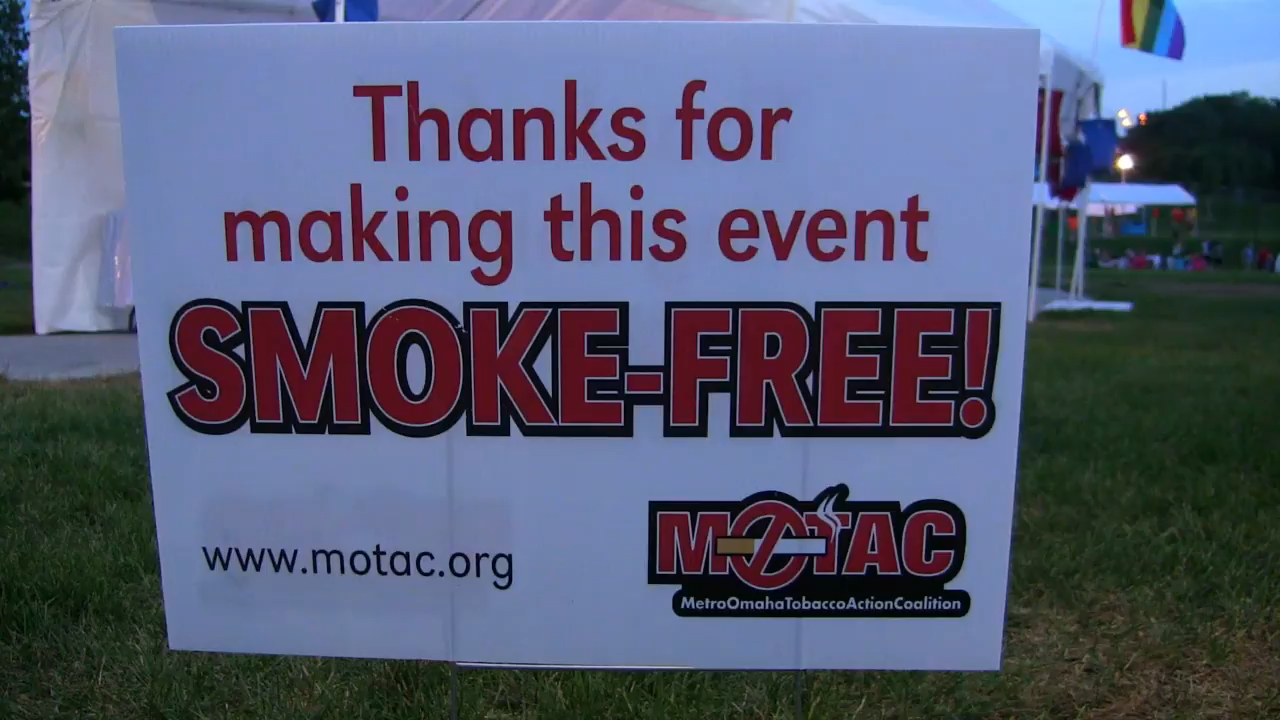 Thanks for
making this event
SMOKE-FREE!
www.motac.org
MOTAC
MetroOmahaTobaccoActionCoalition